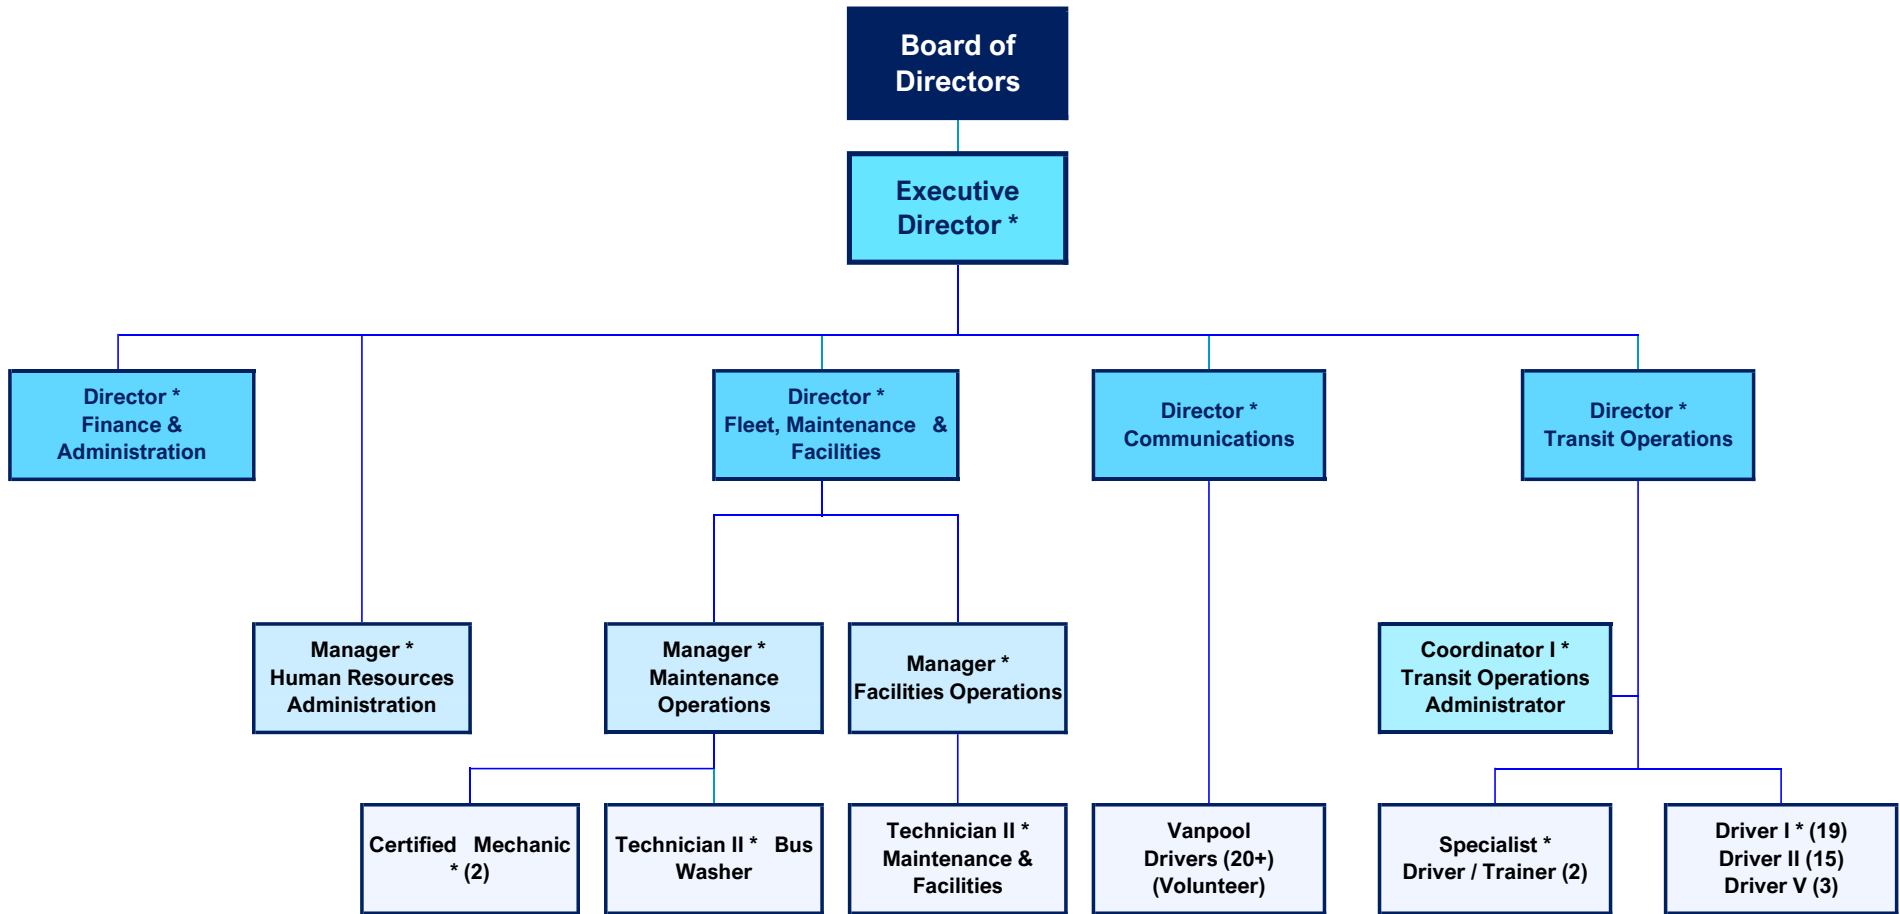 Board of
Directors
Executive
Director *
Director *
Finance &
Administration
Director *
Fleet, Maintenance &
Facilities
Director *
Communications
Director *
Transit Operations
Manager *
Human Resources
Administration
Manager *
Maintenance
Operations
Manager *
Facilities Operations
Coordinator I *
Transit Operations
Administrator
Certified Mechanic
* (2)
Technician II * Bus
Washer
Technician II *
Maintenance &
Facilities
Vanpool
Drivers (20+)
(Volunteer)
Specialist *
Driver / Trainer (2)
Driver I * (19)
Driver II (15)
Driver V (3)